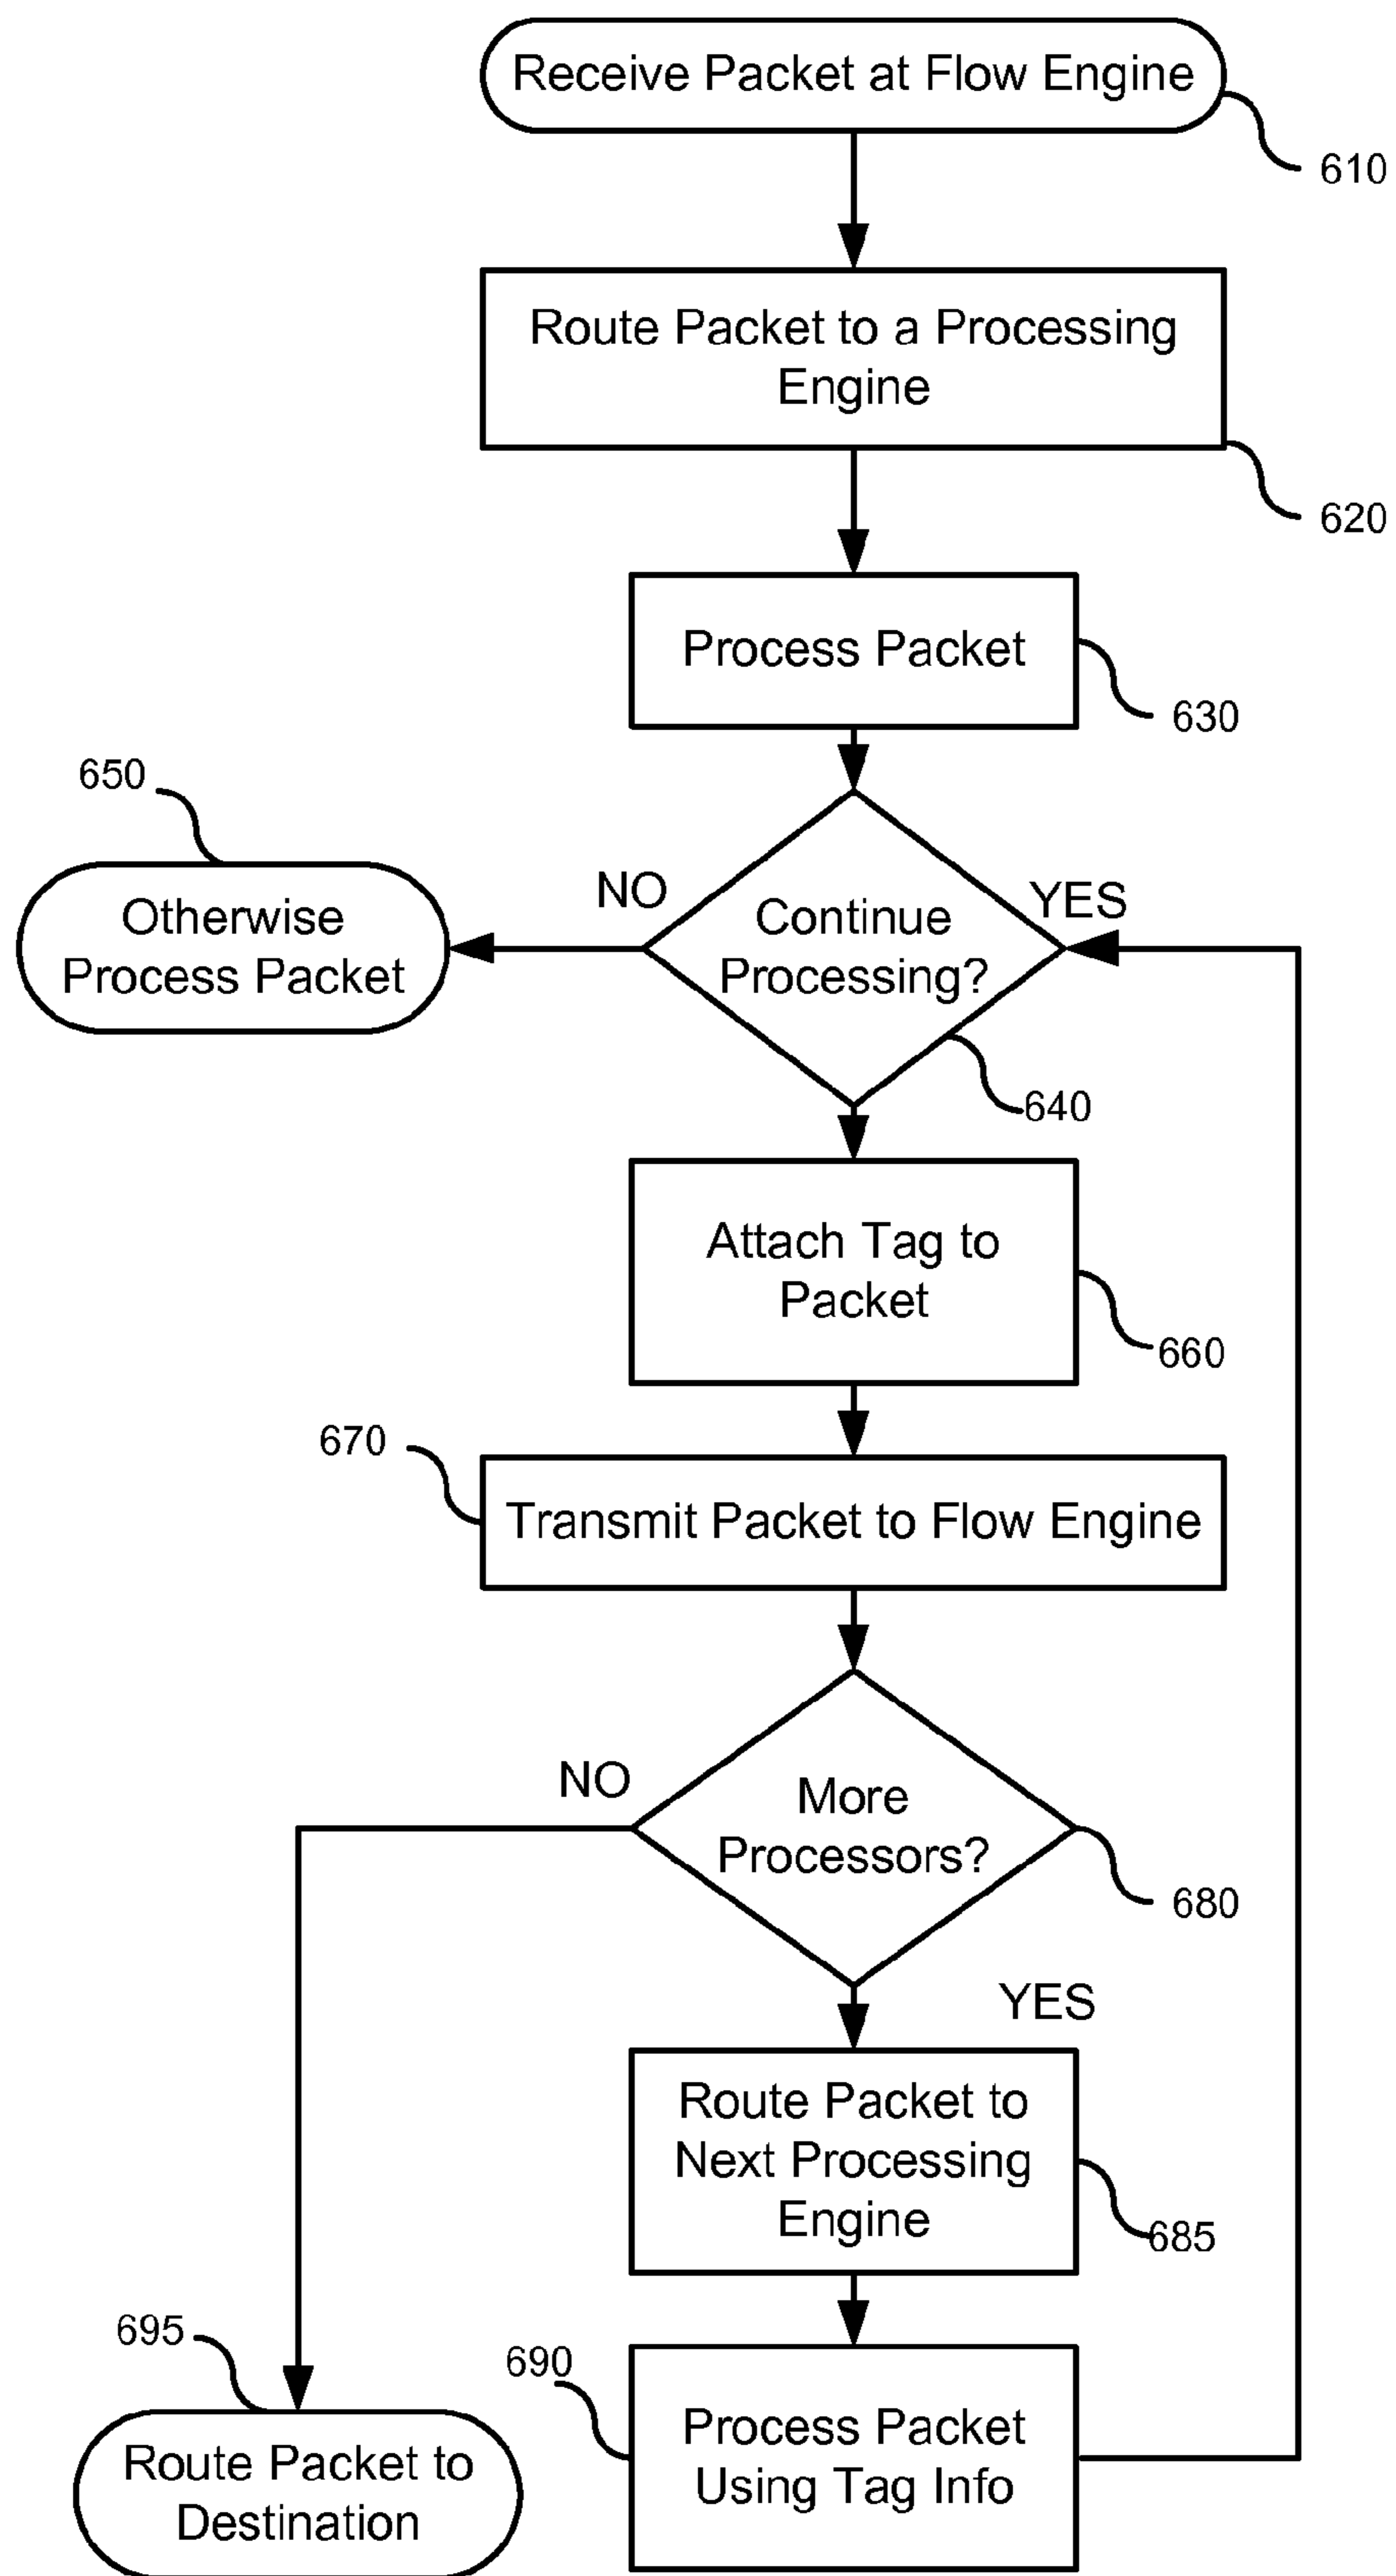 Receive Packet at Flow Engine
610
Route Packet to a Processing
Engine
620
Process Packet
630
650
Otherwise
Process Packet
NO
Continue
Processing?
YES
640
Attach Tag to
Packet
660
670
Transmit Packet to Flow Engine
NO
More
Processors?
680
YES
Route Packet to
Next Processing
Engine
685
695
Route Packet to
Destination
690
Process Packet
Using Tag Info